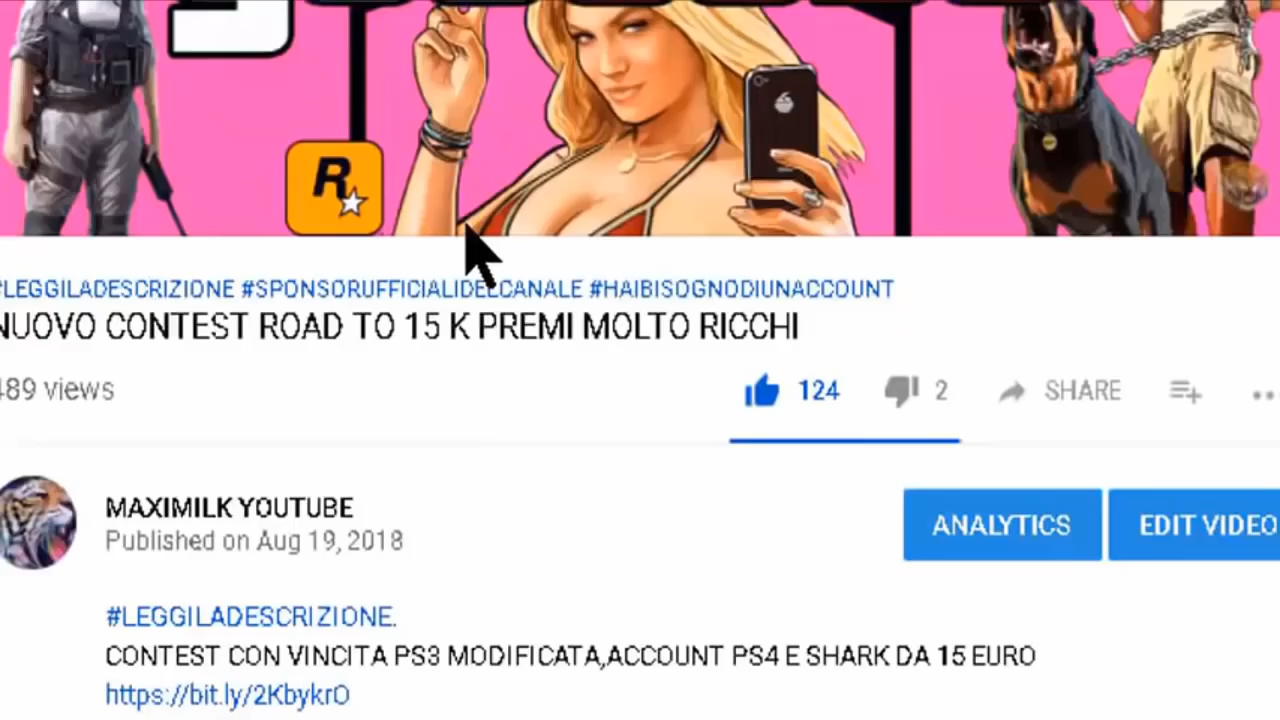 R
#LEGGILADESCRIZIONE #SPONSORUFFICIALIDELCANALE #HAIBISOGNODIUNACCOUNT
NUOVO CONTEST ROAD TO 15 K PREMI MOLTO RICCHI
489 views
124
2
SHARE
MAXIMILK YOUTUBE
Published on Aug 19, 2018
ANALYTICS
EDIT VIDEO
#LEGGILADESCRIZIONE.
CONTEST CON VINCITA PS3 MODIFICATA,ACCOUNT PS4 E SHARK DA 15 EURO
https://bit.ly/2KbykrO